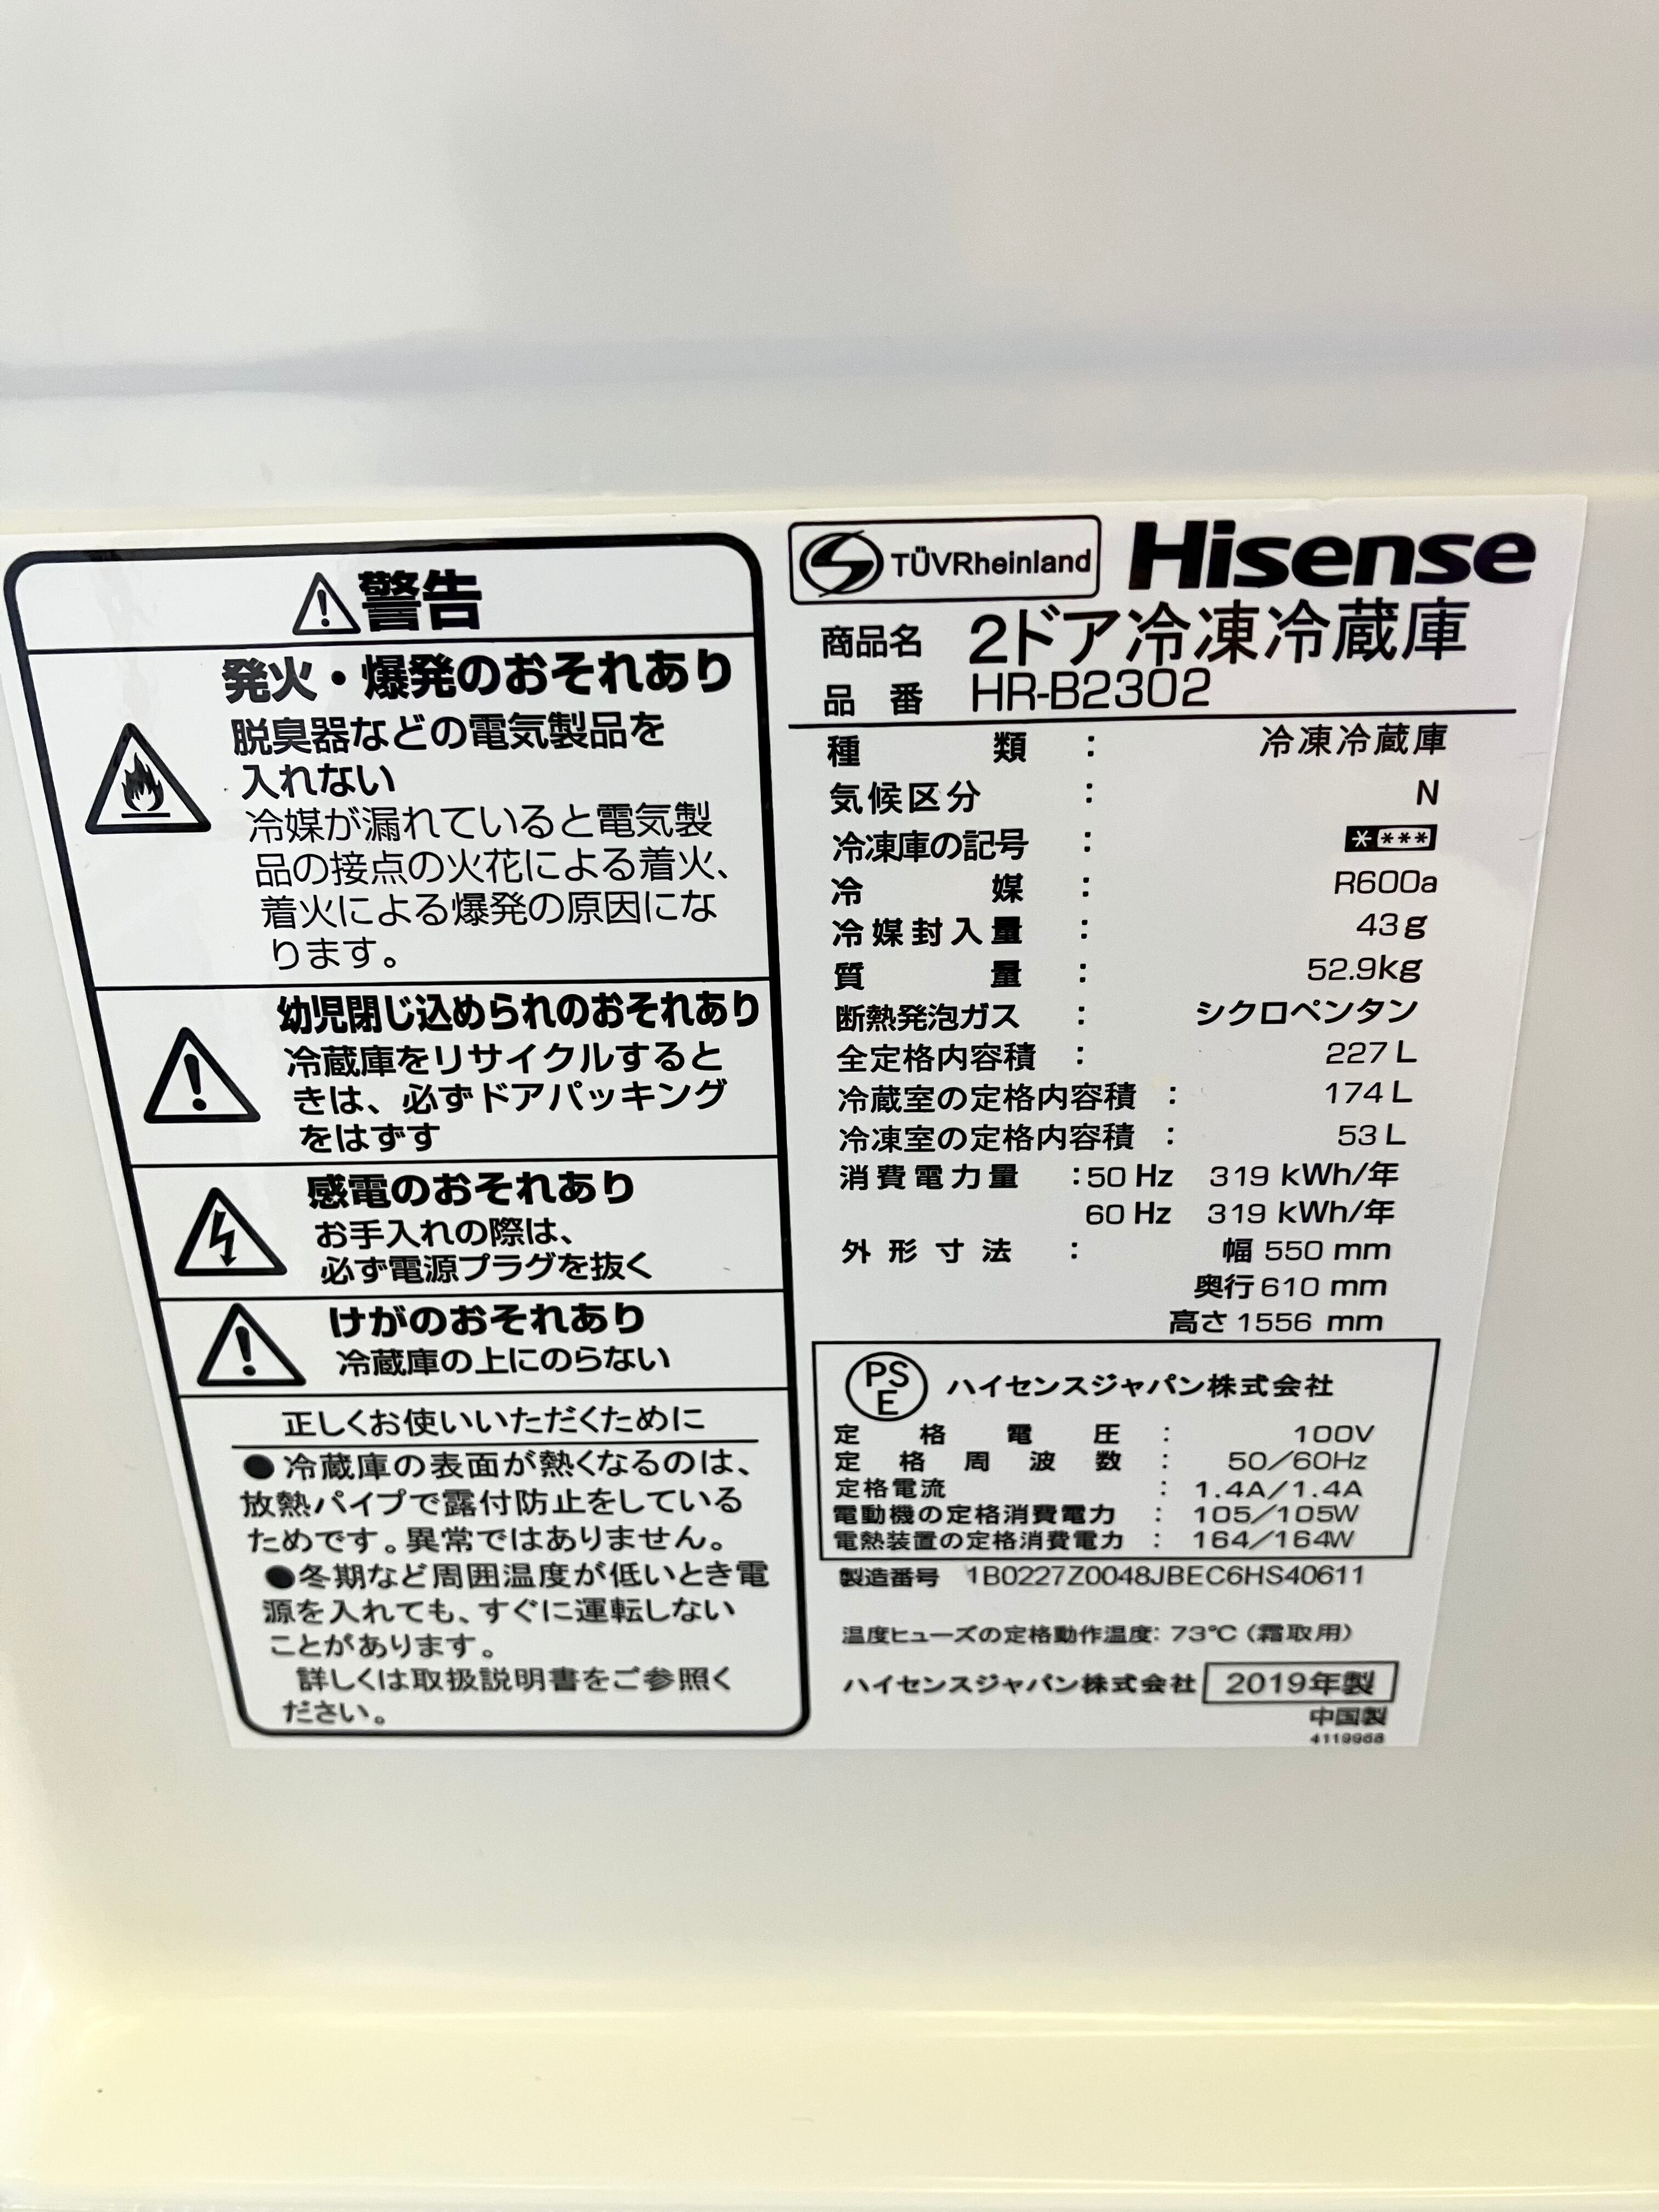 警告
発火・爆発のおそれあり
脱臭器などの電気製品を
入れない
冷媒が漏れていると電気製
品の接点の火花による着火、
着火による爆発の原因にな
ります。
幼児閉じ込められのおそれあり
冷蔵庫をリサイクルすると
きは、必ずドアパッキング
をはずす
感電のおそれあり
お手入れの際は、
必ず電源プラグを抜く
けがのおそれあり
冷蔵庫の上にのらない
正しくお使いいただくために
●冷蔵庫の表面が熱くなるのは、
放熱パイプで露付防止をしている
ためです。異常ではありません。
●冬期など周囲温度が低いとき電
源を入れても、すぐに運転しない
ことがあります。
詳しくは取扱説明書をご参照く
ださい。
TÜVRheinland Hisense
商品名 2ドア冷凍冷蔵庫
品番 HR-B2302
種類 : 冷凍冷蔵庫
気候区分 : N
冷凍庫の記号 : * ***
冷媒 : R600a
冷媒封入量 : 43g
質量 : 52.9kg
断熱発泡ガス : シクロペンタン
全定格内容積 : 227 L
冷蔵室の定格内容積 : 174 L
冷凍室の定格内容積 : 53 L
消費電力量 : 50 Hz 319 kWh/年
60 Hz 319 kWh/年
外形寸法 : 幅 550 mm
奥行 610 mm
高さ 1556 mm
PS
E
ハイセンスジャパン株式会社
定格電圧 : 100V
定格周波数 : 50/60Hz
定格電流 : 1.4A/1.4A
電動機の定格消費電力 : 105/105W
電熱装置の定格消費電力 : 164/164W
製造番号 1B0227Z0048JBEC6HS40611
温度ヒューズの定格動作温度: 73℃(霜取用)
ハイセンスジャパン株式会社 2019年製
中国製
4119968